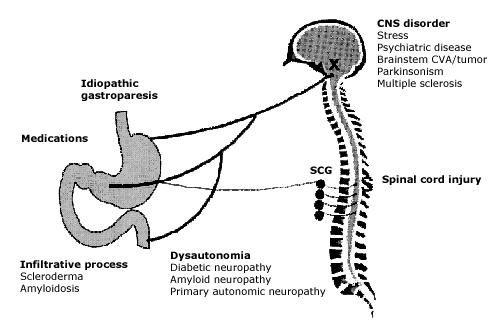 CNS disorder
Stress
Psychiatric disease
Brainstem CVA/tumor
Parkinsonism
Multiple sclerosis
Idiopathic
gastroparesis
Medications
X
SCG
Spinal cord injury
Infiltrative process
Scleroderma
Amyloidosis
Dysautonomia
Diabetic neuropathy
Amyloid neuropathy
Primary autonomic neuropathy